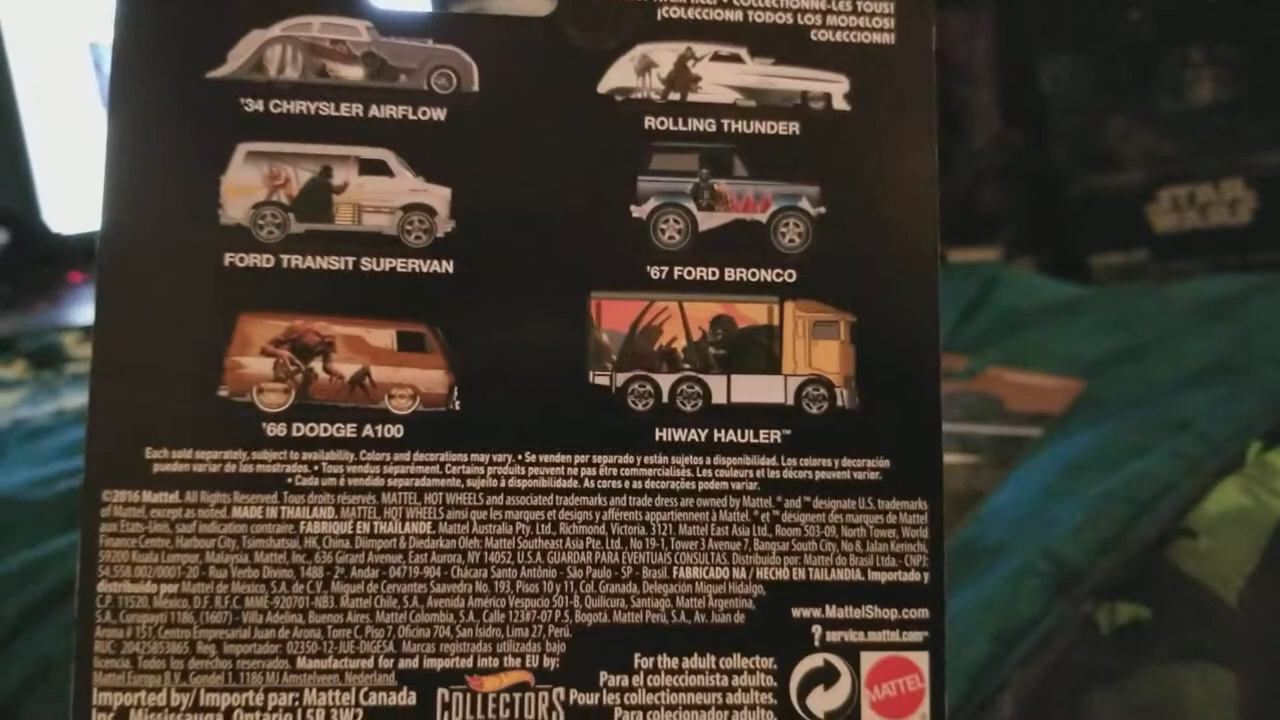 COLLECTIONNE-LES TOUS!
¡COLECCIONA TODOS LOS MODELOS!
COLECCIONA!
'34 CHRYSLER AIRFLOW
ROLLING THUNDER
STAR WARS
FORD TRANSIT SUPERVAN
'67 FORD BRONCO
'66 DODGE A100
HIWAY HAULER™
Each sold separately, subject to availability. Colors and decorations may vary. • Se venden por separado y están sujetos a disponibilidad. Los colores y decoración
pueden variar de los mostrados. • Tous vendus séparément. Certains produits peuvent ne pas être commercialisés. Les couleurs et les décors peuvent varier.
• Cada um é vendido separadamente, sujeito à disponibilidade. As cores e as decorações podem variar.
©2016 Mattel. All Rights Reserved. Tous droits réservés. MATTEL, HOT WHEELS and associated trademarks and trade dress are owned by Mattel. ® and ™ designate U.S. trademarks
of Mattel, except as noted. MADE IN THAILAND. MATTEL, HOT WHEELS ainsi que les marques et designs y afférents appartiennent à Mattel. ® et ™ désignent des marques de Mattel
aux États-Unis, sauf indication contraire. FABRIQUÉ EN THAÏLANDE. Mattel Australia Pty. Ltd., Richmond, Victoria. 3121. Mattel East Asia Ltd., Room 503-09, North Tower, World
Finance Centre, Harbour City, Tsimshatsui, HK, China. Diimport & Diedarkan Oleh: Mattel Southeast Asia Pte. Ltd., No 19-1, Tower 3 Avenue 7, Bangsar South City, No 8, Jalan Kerinchi,
59200 Kuala Lumpur, Malaysia. Mattel, Inc., 636 Girard Avenue, East Aurora, NY 14052, U.S.A. GUARDAR PARA EVENTUAIS CONSULTAS. Distribuido por: Mattel do Brasil Ltda.- CNPJ:
54.558.002/0001-20 - Rua Verbo Divino, 1488 - 2º. Andar - 04719-904 - Chácara Santo Antônio - São Paulo - SP - Brasil. FABRICADO NA / HECHO EN TAILANDIA. Importado y
distribuido por Mattel de México, S.A. de C.V., Miguel de Cervantes Saavedra No. 193, Pisos 10 y 11, Col. Granada, Delegación Miguel Hidalgo,
C.P. 11520, México, D.F. R.F.C. MME-920701-NB3. Mattel Chile, S.A., Avenida Américo Vespucio 501-B, Quilicura, Santiago. Mattel Argentina,
S.A., Curupaytí 1186, (1607) - Villa Adelina, Buenos Aires. Mattel Colombia, S.A., Calle 123#7-07 P.5, Bogotá. Mattel Perú, S.A., Av. Juan de
Arona # 151, Centro Empresarial Juan de Arona, Torre C, Piso 7, Oficina 704, San Isidro, Lima 27, Perú.
RUC: 20425853865. Reg. Importador: 02350-12-JUE-DIGESA. Marcas registradas utilizadas bajo
licencia. Todos los derechos reservados. Manufactured for and imported into the EU by:
Mattel Europa B.V., Gondel 1, 1186 MJ Amstelveen, Nederland.
Imported by/ Importé par: Mattel Canada
Inc., Mississauga, Ontario L5R 3W2
www.MattelShop.com
? service.mattel.com™
Hot Wheels
COLLECTORS
For the adult collector.
Para el coleccionista adulto.
Pour les collectionneurs adultes.
Para colecionador adulto.
MATTEL